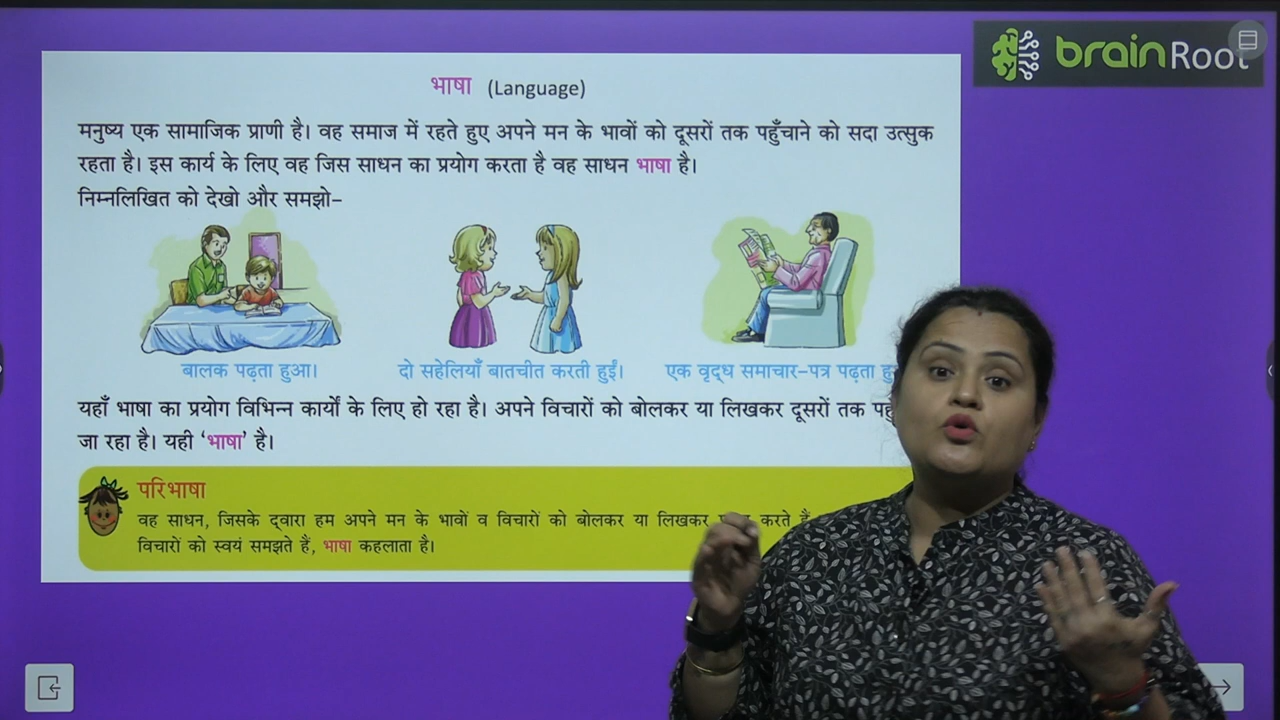 brainRoot
भाषा (Language)
मनुष्य एक सामाजिक प्राणी है। वह समाज में रहते हुए अपने मन के भावों को दूसरों तक पहुँचाने को सदा उत्सुक
रहता है। इस कार्य के लिए वह जिस साधन का प्रयोग करता है वह साधन भाषा है।
निम्नलिखित को देखो और समझो–
बालक पढ़ता हुआ। दो सहेलियाँ बातचीत करती हुईं। एक वृद्ध समाचार-पत्र पढ़ता
यहाँ भाषा का प्रयोग विभिन्न कार्यों के लिए हो रहा है। अपने विचारों को बोलकर या लिखकर दूसरों तक
जा रहा है। यही ‘भाषा’ है।
परिभाषा
वह साधन, जिसके द्वारा हम अपने मन के भावों व विचारों को बोलकर या लिखकर करते हैं
विचारों को स्वयं समझते हैं, भाषा कहलाता है।